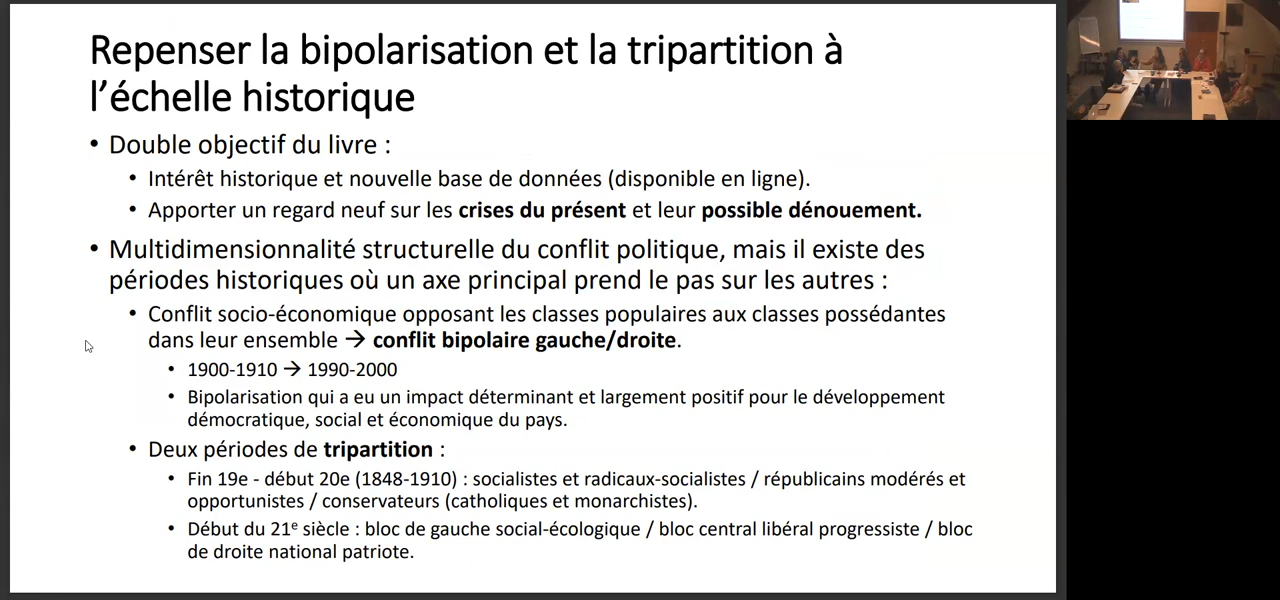 Repenser la bipolarisation et la tripartition à
l’échelle historique
• Double objectif du livre :
• Intérêt historique et nouvelle base de données (disponible en ligne).
• Apporter un regard neuf sur les crises du présent et leur possible dénouement.
• Multidimensionnalité structurelle du conflit politique, mais il existe des
périodes historiques où un axe principal prend le pas sur les autres :
• Conflit socio-économique opposant les classes populaires aux classes possédantes
dans leur ensemble → conflit bipolaire gauche/droite.
• 1900-1910 → 1990-2000
• Bipolarisation qui a eu un impact déterminant et largement positif pour le développement
démocratique, social et économique du pays.
• Deux périodes de tripartition :
• Fin 19e - début 20e (1848-1910) : socialistes et radicaux-socialistes / républicains modérés et
opportunistes / conservateurs (catholiques et monarchistes).
• Début du 21e siècle : bloc de gauche social-écologique / bloc central libéral progressiste / bloc
de droite national patriote.